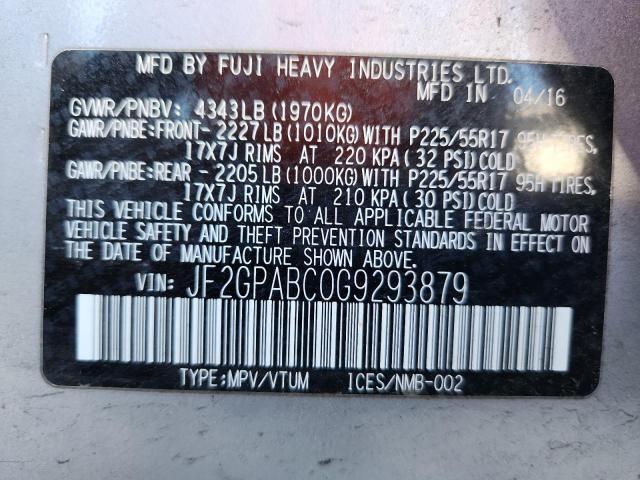 MFD BY FUJI HEAVY INDUSTRIES LTD.
MFD IN 04/16
GVWR/PNBV: 4343LB (1970KG)
GAWR/PNBE:FRONT-2227LB(1010KG)WITH P225/55R17 95H TIRES,
17X7J RIMS AT 220 KPA( 32 PSI)COLD
GAWR/PNBE:REAR -2205LB(1000KG)WITH P225/55R17 95H TIRES,
17X7J RIMS AT 210 KPA( 30 PSI)COLD
THIS VEHICLE CONFORMS TO ALL APPLICABLE FEDERAL MOTOR
VEHICLE SAFETY AND THEFT PREVENTION STANDARDS IN EFFECT ON
THE DATE OF MANUFACTURE SHOWN ABOVE.
VIN: JF2GPABC0G9293879
TYPE:MPV/VTUM ICES/NMB-002